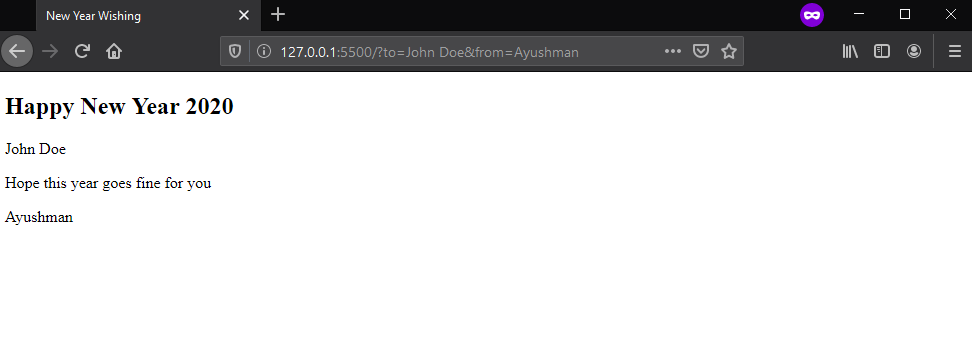 New Year Wishing
127.0.0.1:5500/?to=John Doe&from=Ayushman
Happy New Year 2020
John Doe
Hope this year goes fine for you
Ayushman